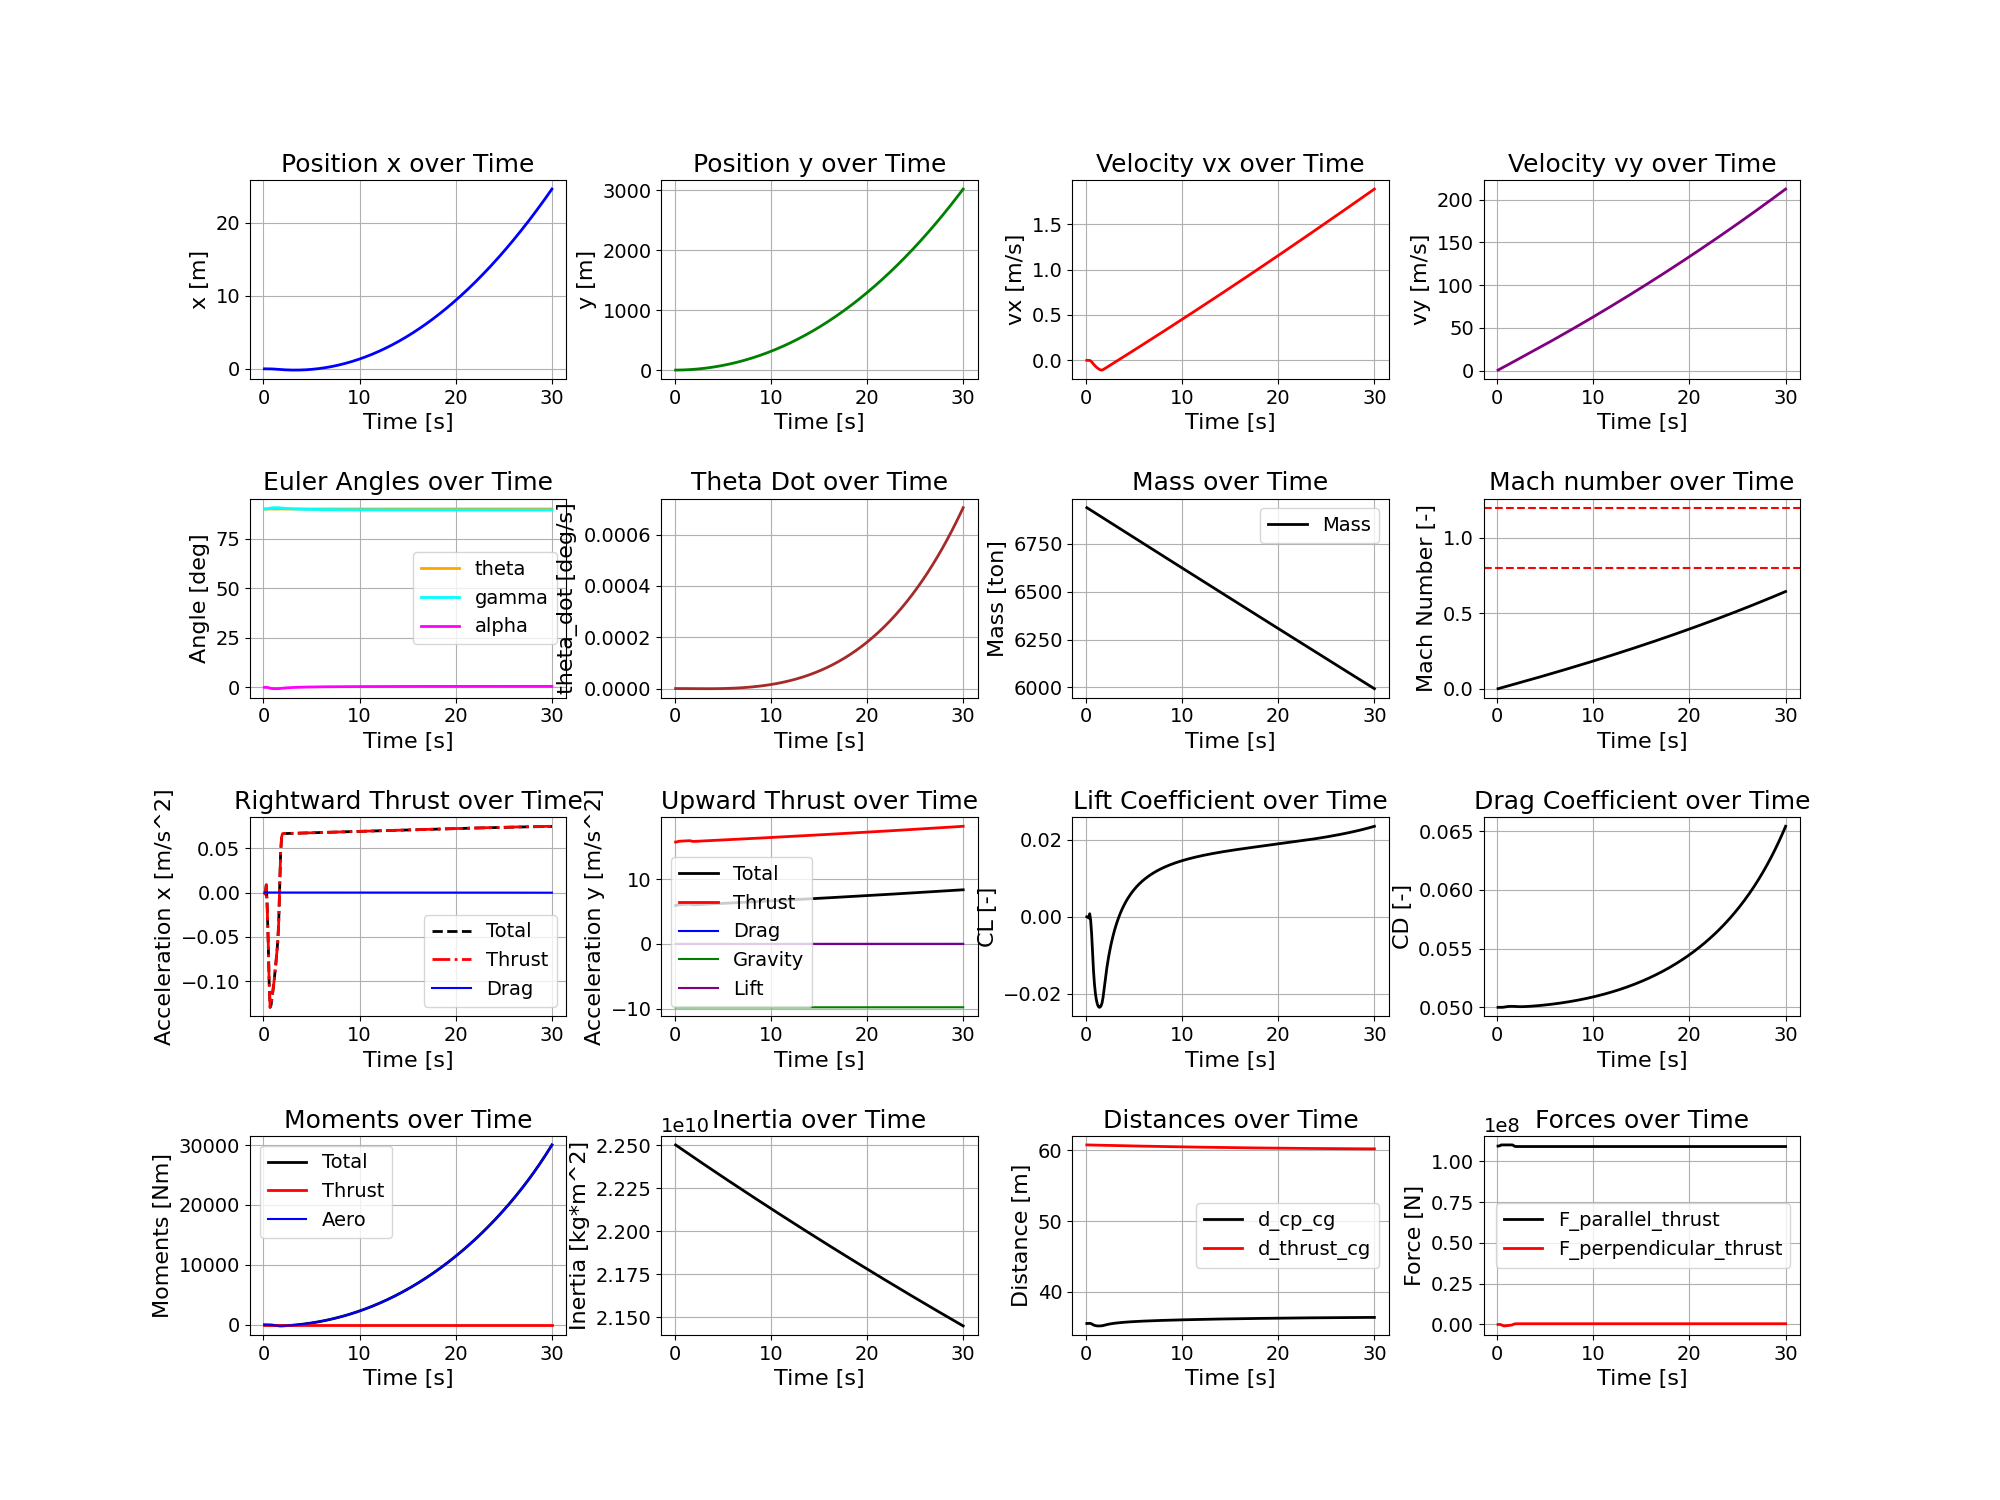 Position x over Time
x [m]
20
10
0
0 10 20 30
Time [s]
Position y over Time
y [m]
3000
2000
1000
0
0 10 20 30
Time [s]
Velocity vx over Time
vx [m/s]
1.5
1.0
0.5
0.0
0 10 20 30
Time [s]
Velocity vy over Time
vy [m/s]
200
150
100
50
0
0 10 20 30
Time [s]
Euler Angles over Time
Angle [deg]
75
50
25
0
theta
gamma
alpha
0 10 20 30
Time [s]
Theta Dot over Time
theta_dot [deg/s]
0.0006
0.0004
0.0002
0.0000
0 10 20 30
Time [s]
Mass over Time
Mass [ton]
6750
6500
6250
6000
Mass
0 10 20 30
Time [s]
Mach number over Time
Mach Number [-]
1.0
0.5
0.0
0 10 20 30
Time [s]
Rightward Thrust over Time
Acceleration x [m/s^2]
0.05
0.00
−0.05
−0.10
Total
Thrust
Drag
0 10 20 30
Time [s]
Upward Thrust over Time
Acceleration y [m/s^2]
10
0
−10
Total
Thrust
Drag
Gravity
Lift
0 10 20 30
Time [s]
Lift Coefficient over Time
CL [-]
0.02
0.00
−0.02
0 10 20 30
Time [s]
Drag Coefficient over Time
CD [-]
0.065
0.060
0.055
0.050
0 10 20 30
Time [s]
Moments over Time
Moments [Nm]
30000
20000
10000
0
Total
Thrust
Aero
0 10 20 30
Time [s]
Inertia over Time
1e10
Inertia [kg*m^2]
2.250
2.225
2.200
2.175
2.150
0 10 20 30
Time [s]
Distances over Time
Distance [m]
60
50
40
d_cp_cg
d_thrust_cg
0 10 20 30
Time [s]
Forces over Time
1e8
Force [N]
1.00
0.75
0.50
0.25
0.00
F_parallel_thrust
F_perpendicular_thrust
0 10 20 30
Time [s]